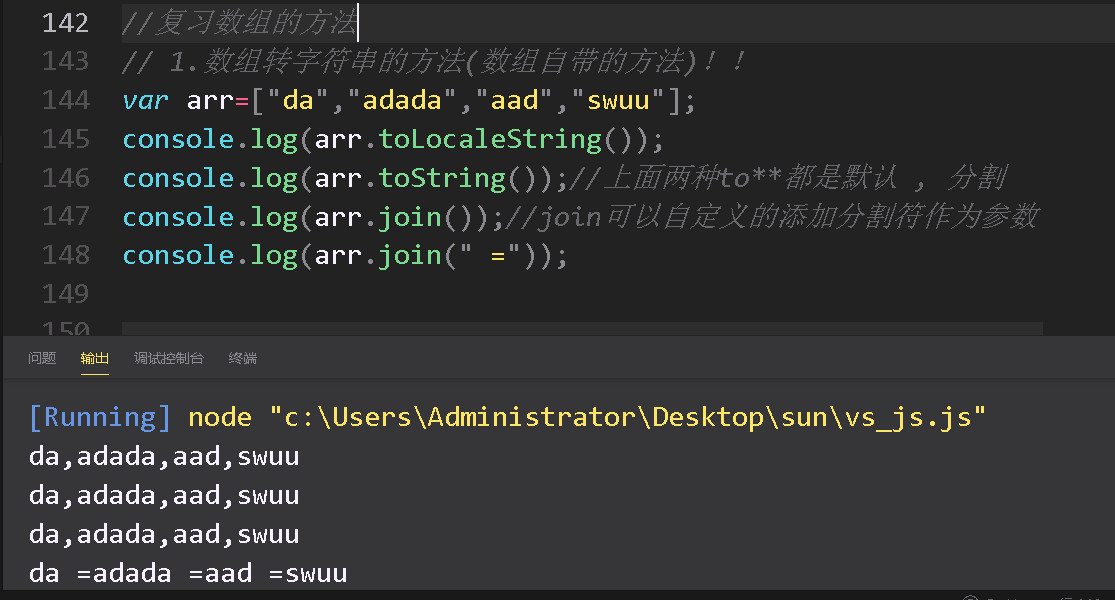 142 //复习数组的方法
143 // 1.数组转字符串的方法(数组自带的方法)！！
144 var arr=["da","adada","aad","swuu"];
145 console.log(arr.toLocaleString());
146 console.log(arr.toString());//上面两种to**都是默认 , 分割
147 console.log(arr.join());//join可以自定义的添加分割符作为参数
148 console.log(arr.join(" ="));
149
150
问题 输出 调试控制台 终端
[Running] node "c:\Users\Administrator\Desktop\sun\vs_js.js"
da,adada,aad,swuu
da,adada,aad,swuu
da,adada,aad,swuu
da =adada =aad =swuu